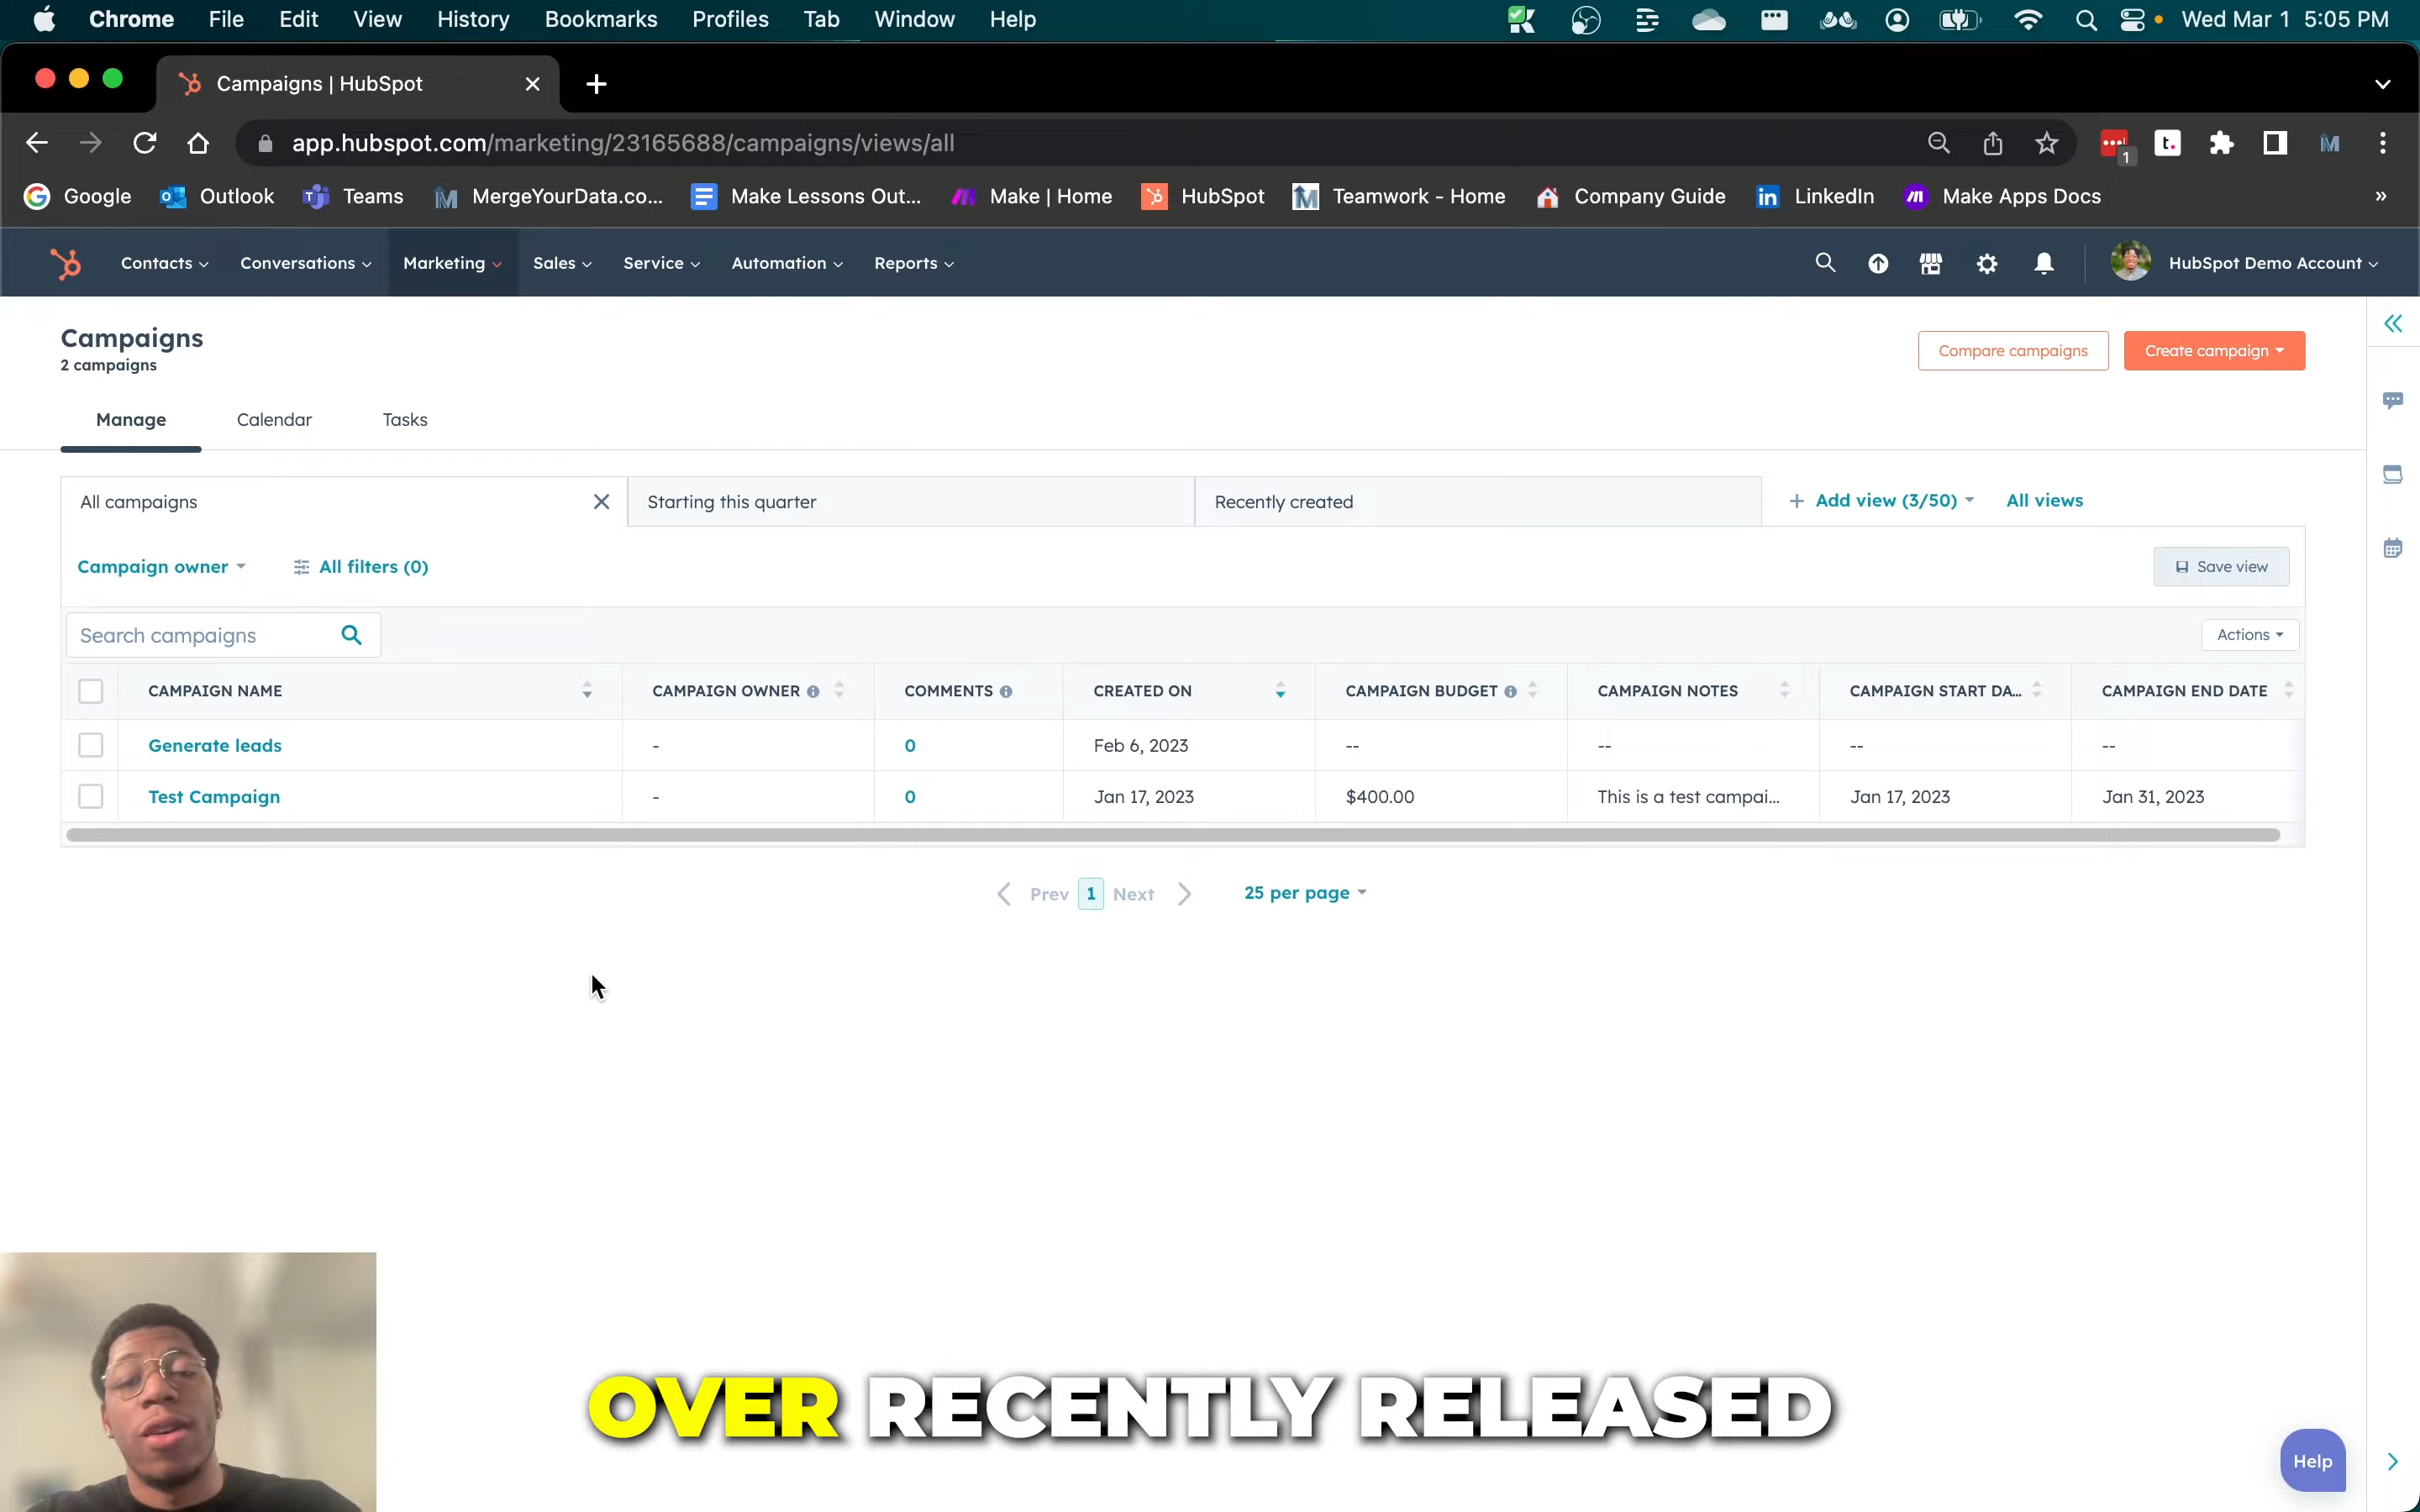 Chrome File Edit View History Bookmarks Profiles Tab Window Help Wed Mar 1 5:05 PM
Campaigns | HubSpot
app.hubspot.com/marketing/23165688/campaigns/views/all 1
Google Outlook Teams MergeYourData.co... Make Lessons Out... Make | Home HubSpot Teamwork - Home Company Guide LinkedIn Make Apps Docs
Contacts Conversations Marketing Sales Service Automation Reports HubSpot Demo Account
Campaigns
2 campaigns
Compare campaigns Create campaign
Manage Calendar Tasks
All campaigns Starting this quarter Recently created Add view (3/50) All views
Campaign owner All filters (0) Save view
Search campaigns Actions
CAMPAIGN NAME CAMPAIGN OWNER COMMENTS CREATED ON CAMPAIGN BUDGET CAMPAIGN NOTES CAMPAIGN START DA... CAMPAIGN END DATE
Generate leads - 0 Feb 6, 2023 -- -- -- --
Test Campaign - 0 Jan 17, 2023 $400.00 This is a test campai... Jan 17, 2023 Jan 31, 2023
Prev 1 Next 25 per page
OVER RECENTLY RELEASED
Help